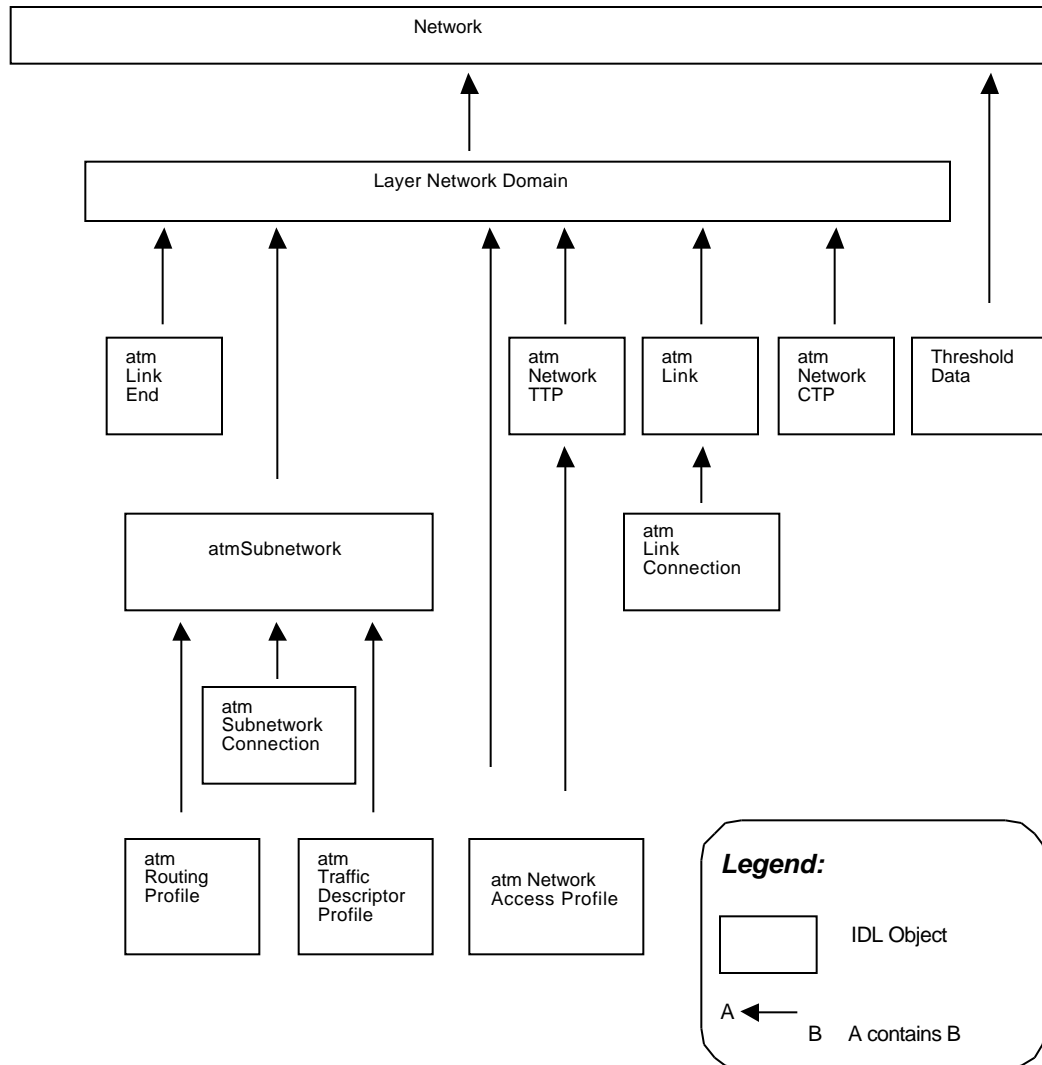 Network
Layer Network Domain
atm
Link
End
atm
Network
TTP
atm
Link
atm
Network
CTP
Threshold
Data
atmSubnetwork
atm
Link
Connection
atm
Subnetwork
Connection
atm
Routing
Profile
atm
Traffic
Descriptor
Profile
atm Network
Access Profile
Legend:
IDL Object
A
B A contains B